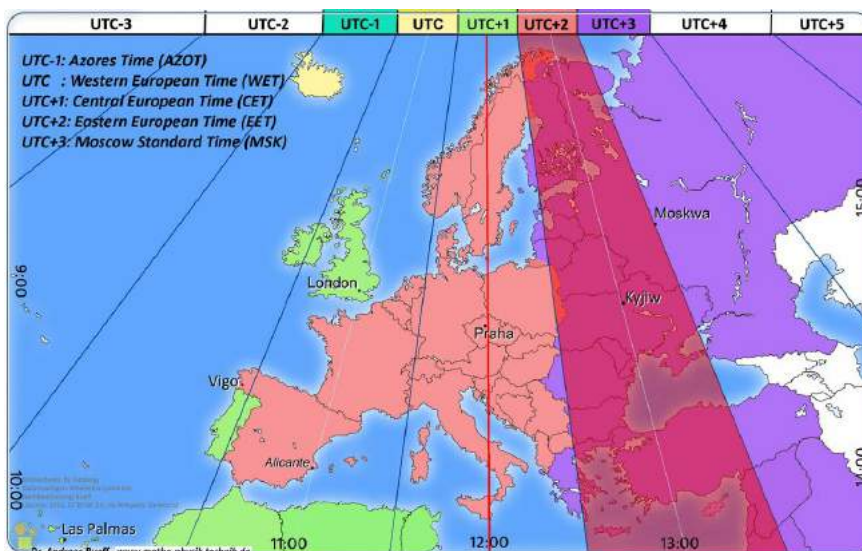 UTC-3 UTC-2 UTC-1 UTC UTC+1 UTC+2 UTC+3 UTC+4 UTC+5
UTC-1: Azores Time (AZOT)
UTC : Western European Time (WET)
UTC+1: Central European Time (CET)
UTC+2: Eastern European Time (EET)
UTC+3: Moscow Standard Time (MSK)
15:00
Moskwa
9:00
London
Kyjiw
Praha
Vigo
Alicante
10:00
Las Palmas
11:00
12:00
13:00